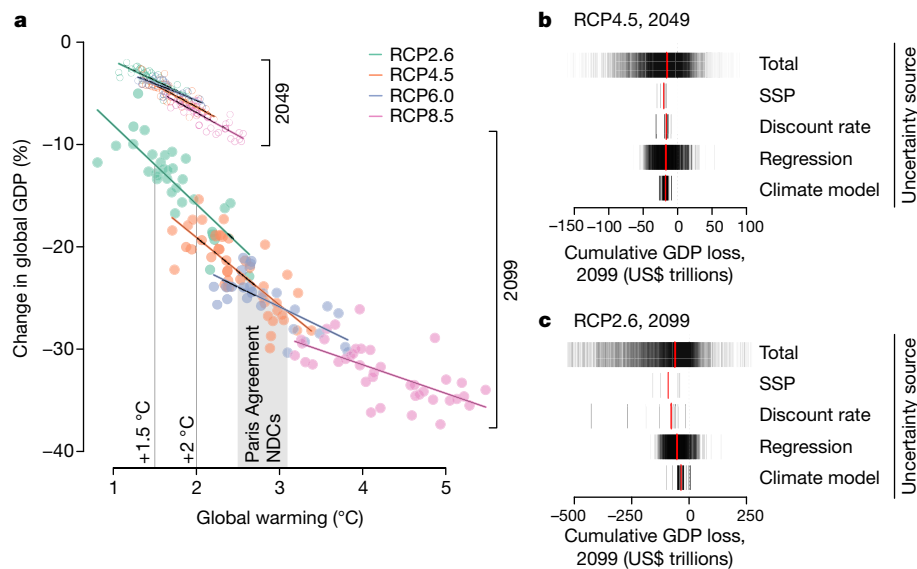 a
0
−10
−20
−30
−40
Change in global GDP (%)
RCP2.6
RCP4.5
RCP6.0
RCP8.5
2049
2099
+1.5 °C
+2 °C
Paris Agreement
NDCs
1
2
3
4
5
Global warming (°C)
b
RCP4.5, 2049
Total
SSP
Discount rate
Regression
Climate model
Uncertainty source
−150
−100
−50
0
50
100
Cumulative GDP loss,
2099 (US$ trillions)
c
RCP2.6, 2099
Total
SSP
Discount rate
Regression
Climate model
Uncertainty source
−500
−250
0
250
Cumulative GDP loss,
2099 (US$ trillions)